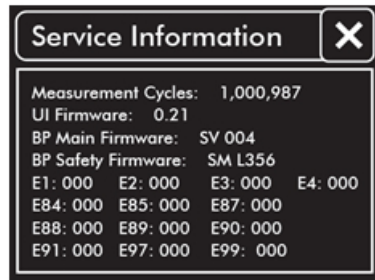 Service Information
Measurement Cycles: 1,000,987
UI Firmware: 0.21
BP Main Firmware: SV 004
BP Safety Firmware: SM L356
E1: 000 E2: 000 E3: 000 E4: 000
E84: 000 E85: 000 E87: 000
E88: 000 E89: 000 E90: 000
E91: 000 E97: 000 E99: 000